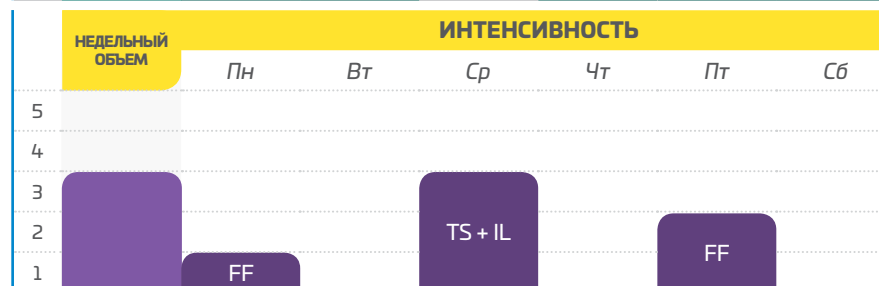 НЕДЕЛЬНЫЙ
ОБЪЕМ
ИНТЕНСИВНОСТЬ
Пн Вт Ср Чт Пт Сб
5
4
3
2 TS + IL FF
1 FF